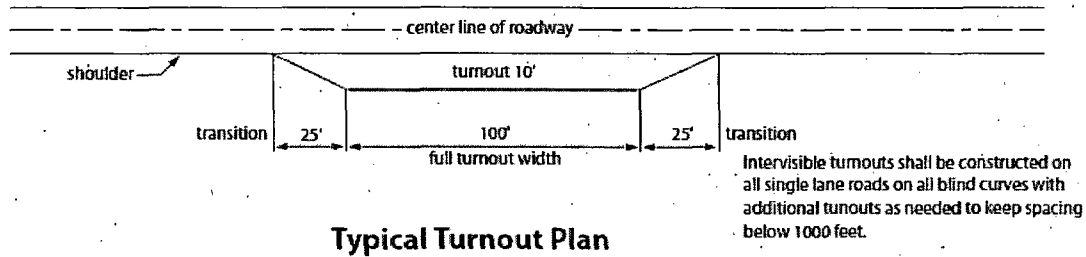 center line of roadway
shoulder
turnout 10'
transition 25' 100' 25' transition
full turnout width
Intervisible turnouts shall be constructed on
all single lane roads on all blind curves with
additional tunouts as needed to keep spacing
below 1000 feet.
Typical Turnout Plan